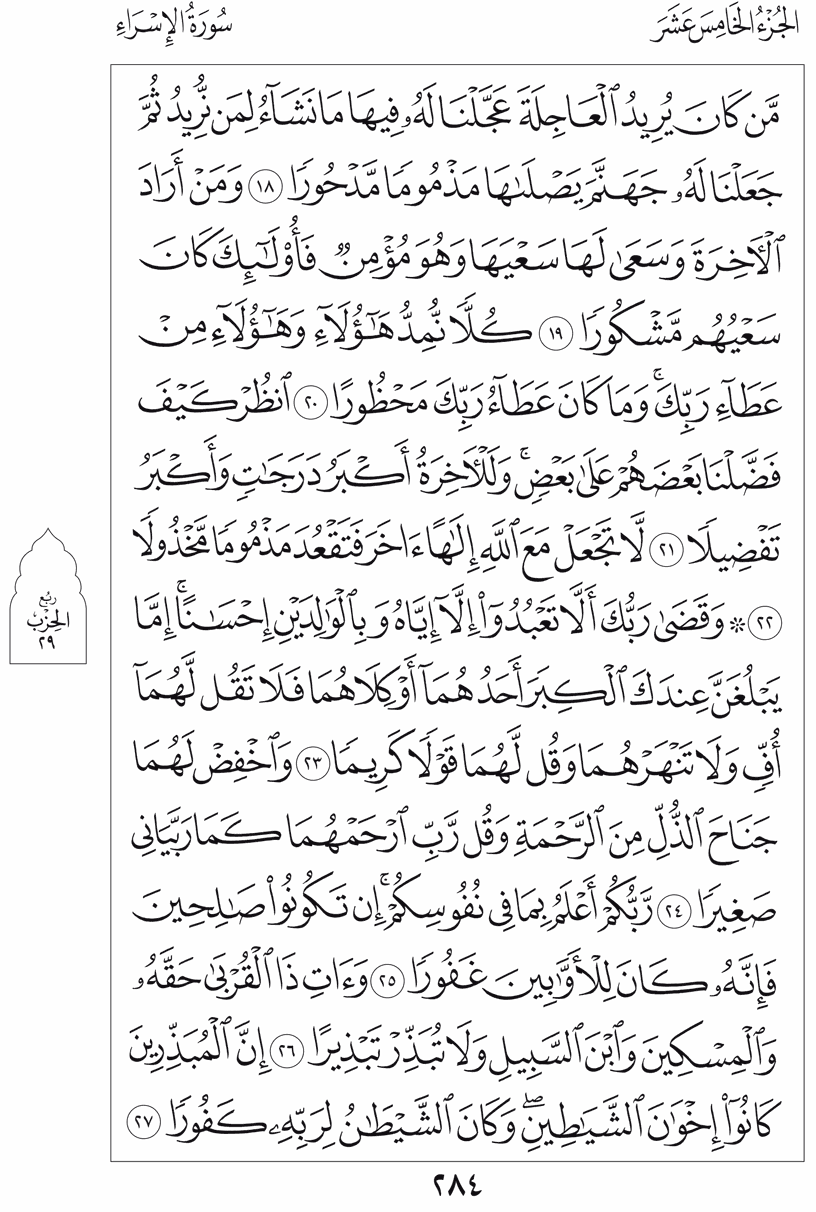 الجُزْءُ الخَامِسَ عَشَرَ
سُورَةُ الإِسْرَاءِ
مَّن كَانَ يُرِيدُ ٱلْعَاجِلَةَ عَجَّلْنَا لَهُۥ فِيهَا مَا نَشَآءُ لِمَن نُّرِيدُ ثُمَّ
جَعَلْنَا لَهُۥ جَهَنَّمَ يَصْلَىٰهَا مَذْمُومًا مَّدْحُورًا ١٨ وَمَنْ أَرَادَ
ٱلْأَخِرَةَ وَسَعَىٰ لَهَا سَعْيَهَا وَهُوَ مُؤْمِنٌ فَأُوْلَـٰٓئِكَ كَانَ
سَعْيُهُم مَّشْكُورًا ١٩ كُلًّا نُّمِدُّ هَـٰٓؤُلَآءِ وَهَـٰٓؤُلَآءِ مِنْ
عَطَآءِ رَبِّكَۚ وَمَا كَانَ عَطَآءُ رَبِّكَ مَحْظُورًا ٢٠ ٱنظُرْ كَيْفَ
فَضَّلْنَا بَعْضَهُمْ عَلَىٰ بَعْضٍۚ وَلَلْأَخِرَةُ أَكْبَرُ دَرَجَـٰتٍ وَأَكْبَرُ
تَفْضِيلًا ٢١ لَّا تَجْعَلْ مَعَ ٱللَّهِ إِلَـٰهًا ءَاخَرَ فَتَقْعُدَ مَذْمُومًا مَّخْذُولًا
٢٢ ۞ وَقَضَىٰ رَبُّكَ أَلَّا تَعْبُدُوٓاْ إِلَّآ إِيَّاهُ وَبِٱلْوَٰلِدَيْنِ إِحْسَـٰنًاۚ إِمَّا
يَبْلُغَنَّ عِندَكَ ٱلْكِبَرَ أَحَدُهُمَآ أَوْ كِلَاهُمَا فَلَا تَقُل لَّهُمَآ
أُفٍّ وَلَا تَنْهَرْهُمَا وَقُل لَّهُمَا قَوْلًا كَرِيمًا ٢٣ وَٱخْفِضْ لَهُمَا
جَنَاحَ ٱلذُّلِّ مِنَ ٱلرَّحْمَةِ وَقُل رَّبِّ ٱرْحَمْهُمَا كَمَا رَبَّيَانِى
صَغِيرًا ٢٤ رَّبُّكُمْ أَعْلَمُ بِمَا فِى نُفُوسِكُمْۚ إِن تَكُونُواْ صَـٰلِحِينَ
فَإِنَّهُۥ كَانَ لِلْأَوَّٰبِينَ غَفُورًا ٢٥ وَءَاتِ ذَا ٱلْقُرْبَىٰ حَقَّهُۥ
وَٱلْمِسْكِينَ وَٱبْنَ ٱلسَّبِيلِ وَلَا تُبَذِّرْ تَبْذِيرًا ٢٦ إِنَّ ٱلْمُبَذِّرِينَ
كَانُوٓاْ إِخْوَٰنَ ٱلشَّيَـٰطِينِۖ وَكَانَ ٱلشَّيْطَـٰنُ لِرَبِّهِۦ كَفُورًا ٢٧
رُبُع
الحِزْب
٢٩
٢٨٤